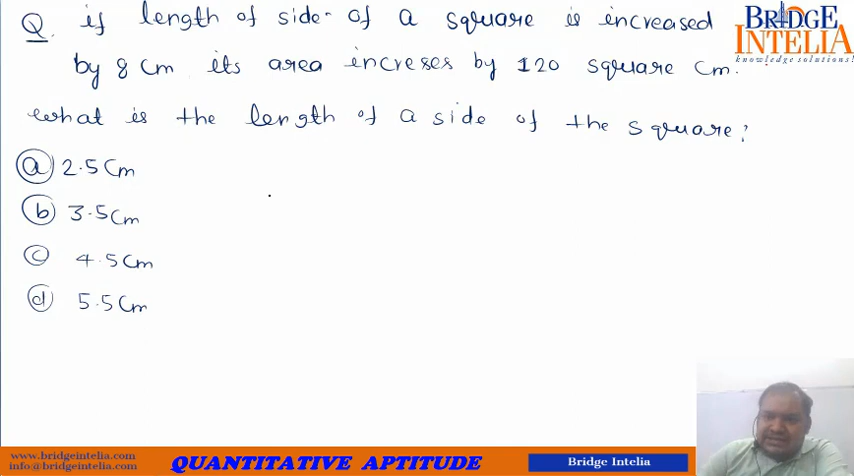 Q. if length of side of a square is increased
by 8 Cm its area increses by 120 square Cm.
what is the length of a side of the square?
a 2.5 Cm
b 3.5 Cm
c 4.5 Cm
d 5.5 Cm
BRIDGE
INTELIA
knowledge solutions!
www.bridgeintelia.com
info@bridgeintelia.com
QUANTITATIVE APTITUDE
Bridge Intelia